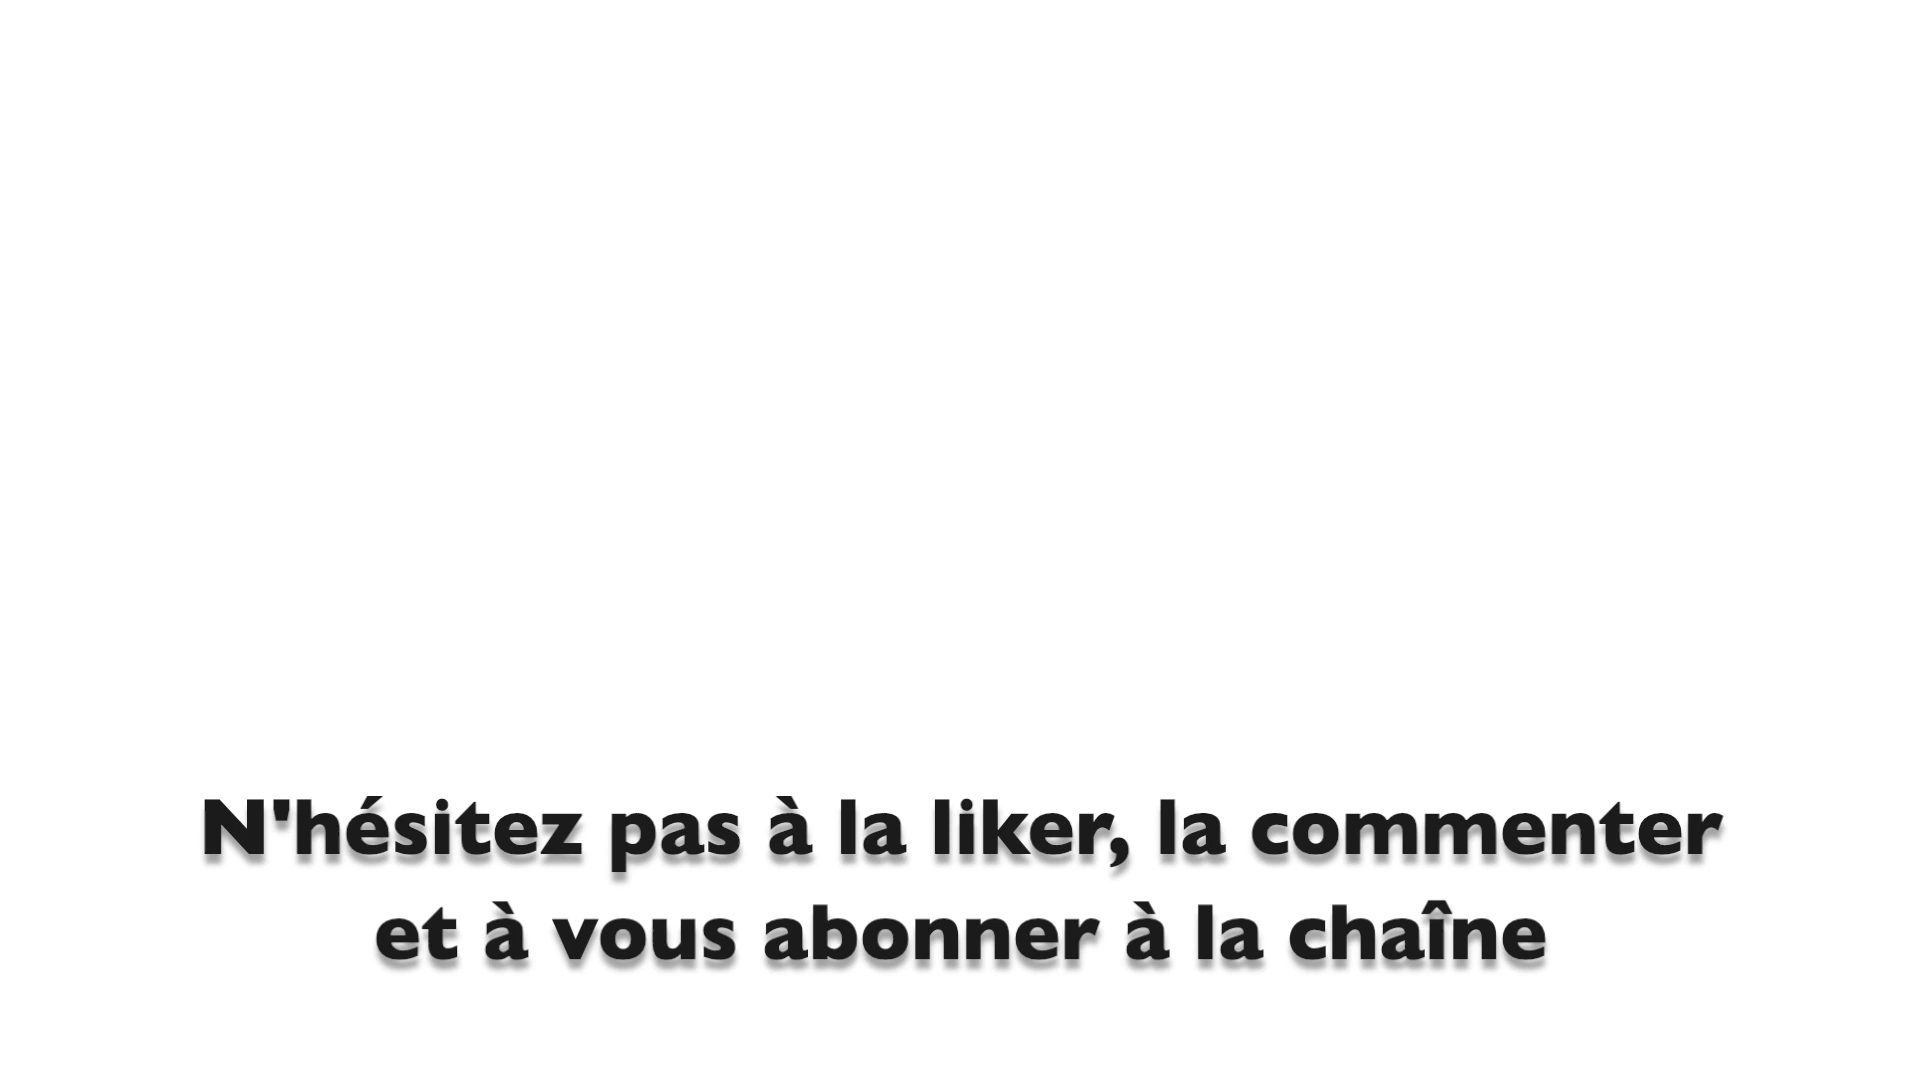 N'hésitez pas à la liker, la commenter
et à vous abonner à la chaîne